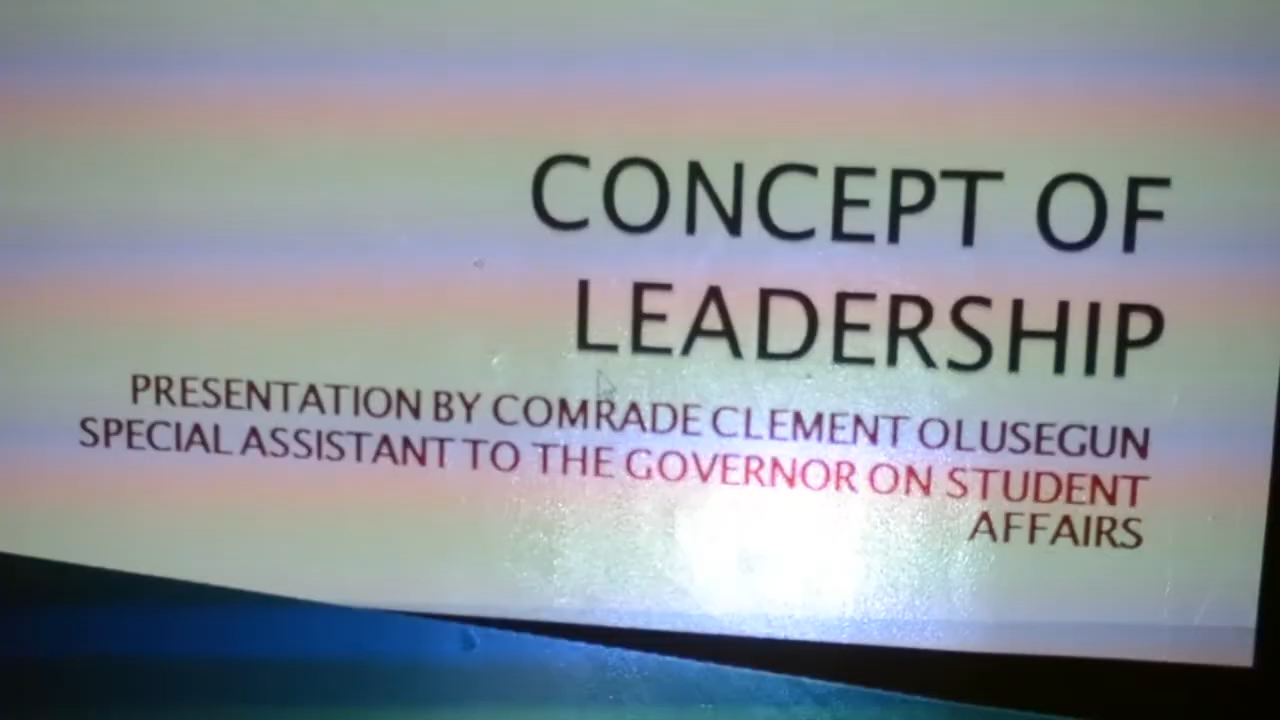 CONCEPT OF
LEADERSHIP
PRESENTATION BY COMRADE CLEMENT OLUSEGUN
SPECIAL ASSISTANT TO THE GOVERNOR ON STUDENT
AFFAIRS